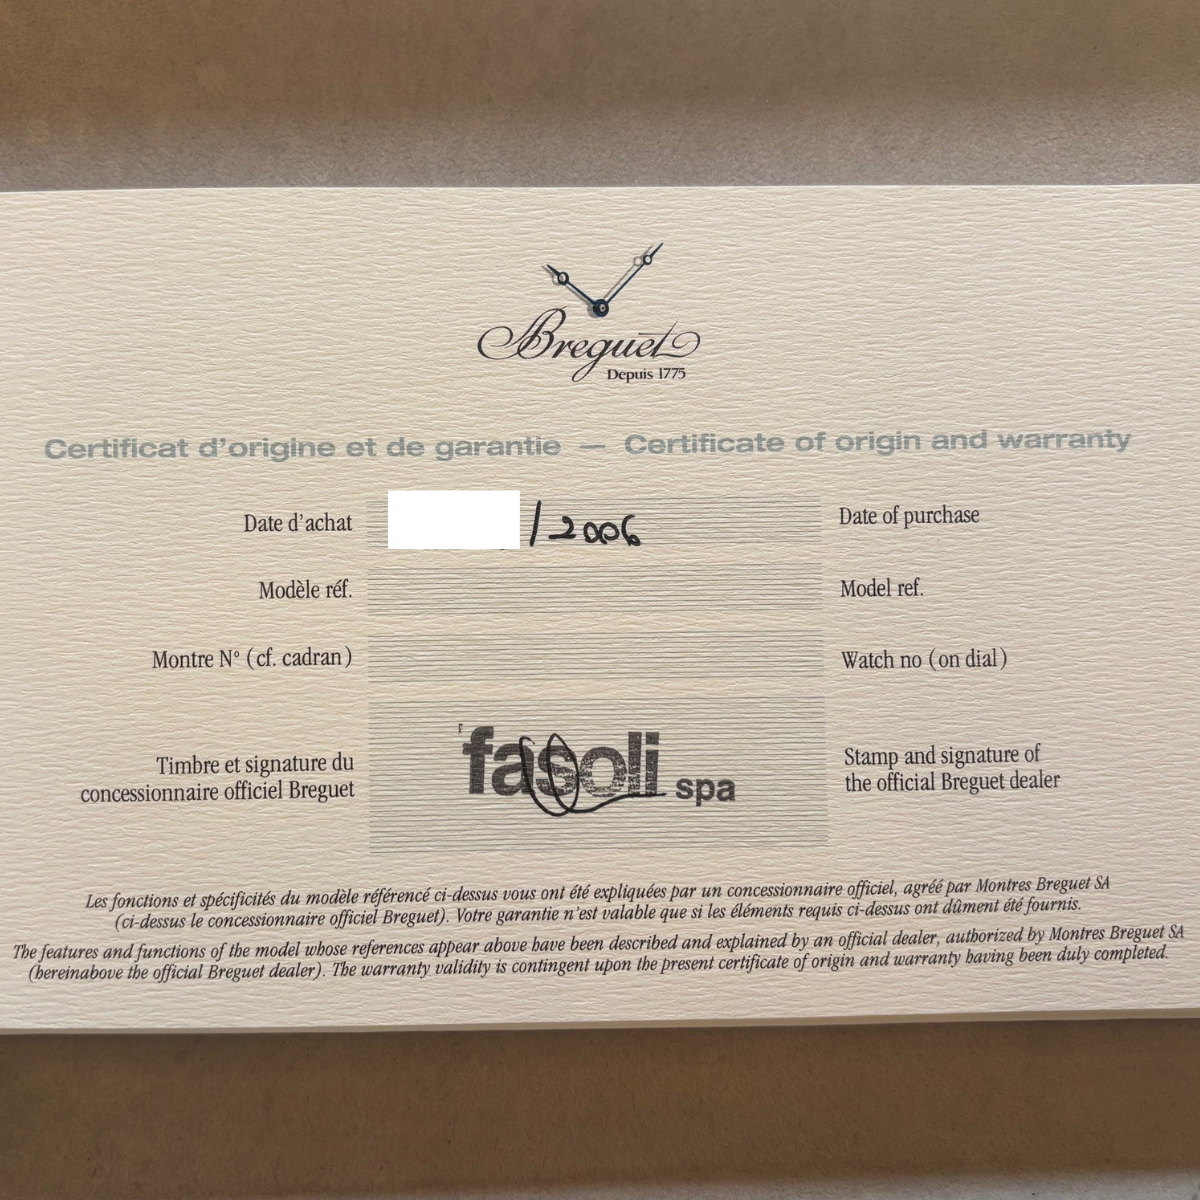 Breguet
Depuis 1775
Certificat d'origine et de garantie — Certificate of origin and warranty
Date d'achat /2006 Date of purchase
Modèle réf. Model ref.
Montre Nº (cf. cadran) Watch no (on dial)
fasoli spa
Timbre et signature du Stamp and signature of
concessionnaire officiel Breguet the official Breguet dealer
Les fonctions et spécificités du modèle référencé ci-dessus vous ont été expliquées par un concessionnaire officiel, agréé par Montres Breguet SA
(ci-dessus le concessionnaire officiel Breguet). Votre garantie n'est valable que si les éléments requis ci-dessus ont dûment été fournis.
The features and functions of the model whose references appear above have been described and explained by an official dealer, authorized by Montres Breguet SA
(hereinabove the official Breguet dealer). The warranty validity is contingent upon the present certificate of origin and warranty having been duly completed.